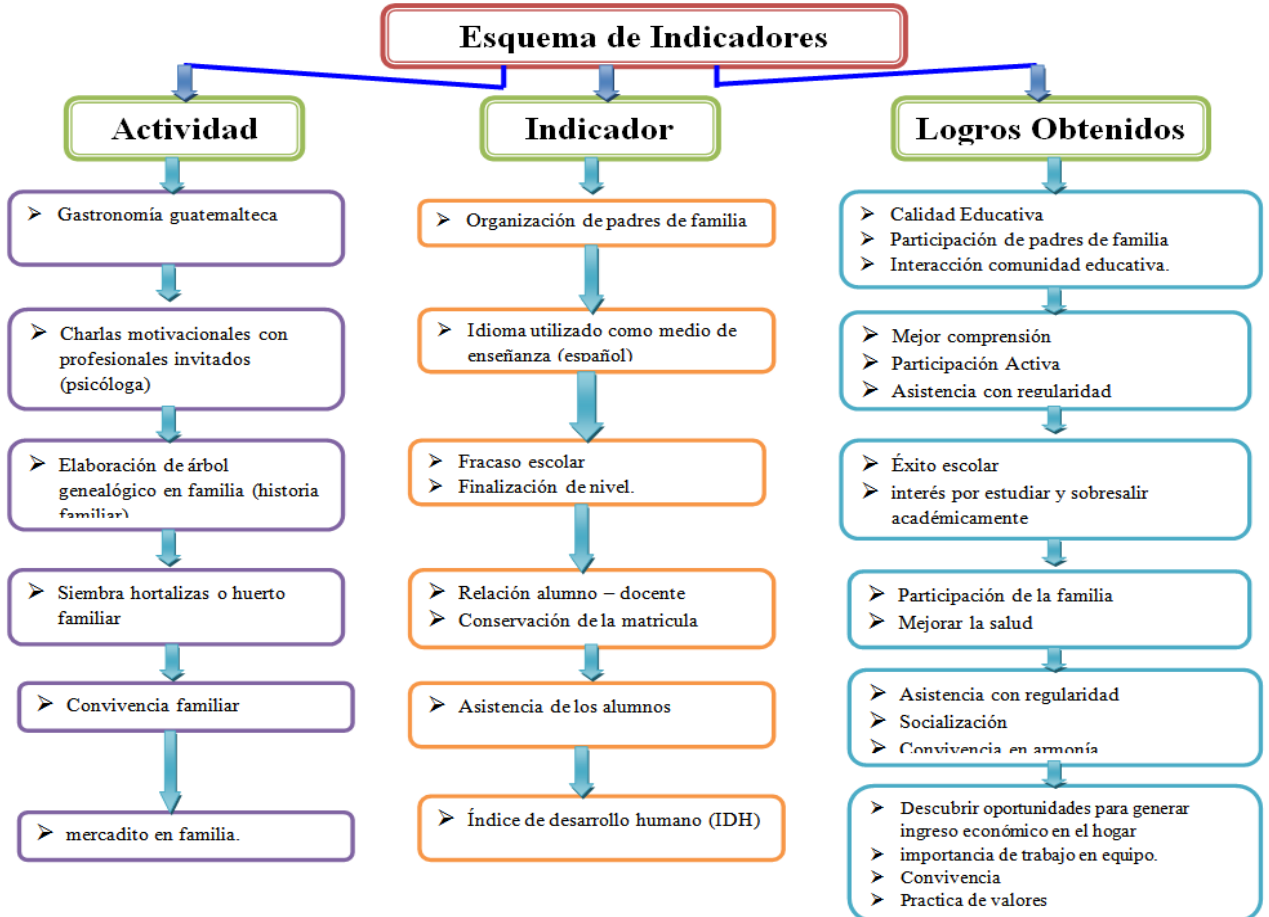 Esquema de Indicadores
Actividad
Gastronomía guatemalteca
Charlas motivacionales con
profesionales invitados
(psicóloga)
Elaboración de árbol
genealógico en familia (historia
familiar)
Siembra hortalizas o huerto
familiar
Convivencia familiar
mercadito en familia.
Indicador
Organización de padres de familia
Idioma utilizado como medio de
enseñanza (español)
Fracaso escolar
Finalización de nivel.
Relación alumno – docente
Conservación de la matricula
Asistencia de los alumnos
Índice de desarrollo humano (IDH)
Logros Obtenidos
Calidad Educativa
Participación de padres de familia
Interacción comunidad educativa.
Mejor comprensión
Participación Activa
Asistencia con regularidad
Éxito escolar
interés por estudiar y sobresalir
académicamente
Participación de la familia
Mejorar la salud
Asistencia con regularidad
Socialización
Convivencia en armonía
Descubrir oportunidades para generar
ingreso económico en el hogar
importancia de trabajo en equipo.
Convivencia
Practica de valores